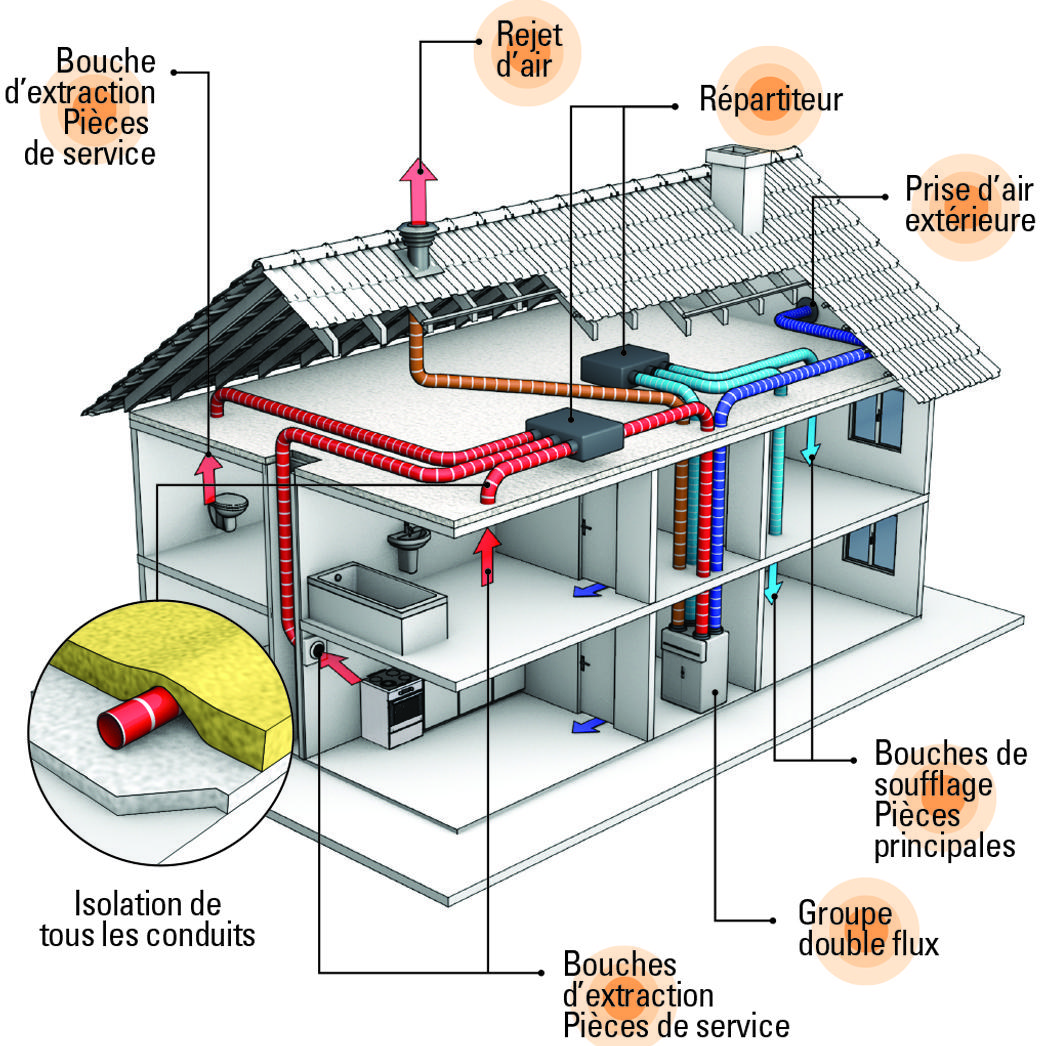 Rejet
d'air
Bouche
d'extraction
Pièces
de service
Répartiteur
Prise d'air
extérieure
Bouches de
soufflage
Pièces
principales
Isolation de
tous les conduits
Groupe
double flux
Bouches
d'extraction
Pièces de service